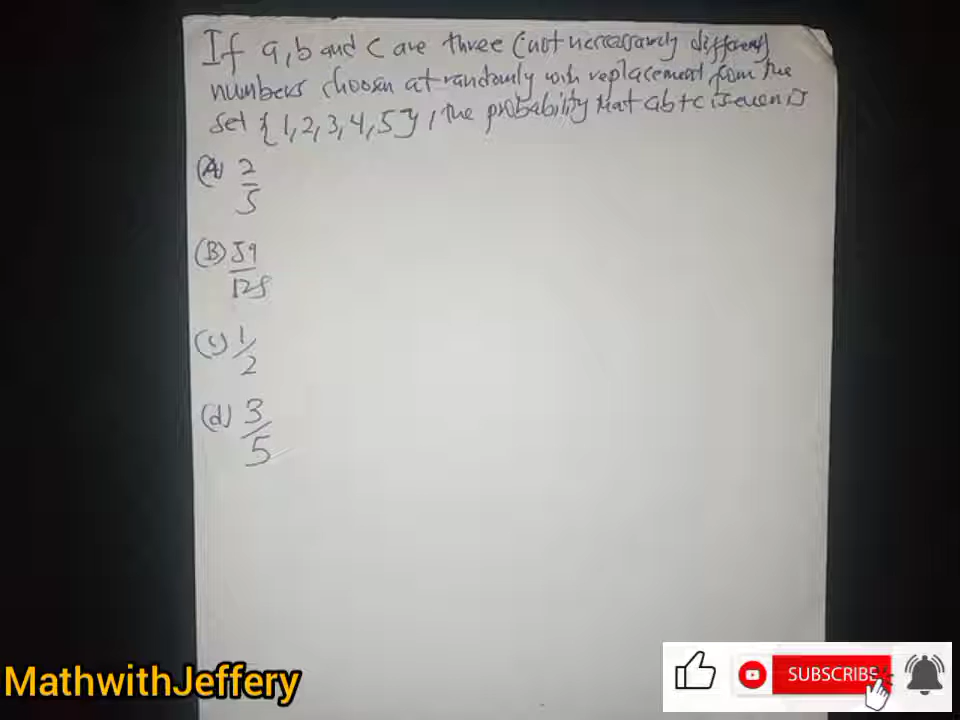 If a, b and c are three (not necessarily different)
numbers choosen at randomly with replacement from the
set {1, 2, 3, 4, 5}, the probability that ab+c is even is
(A) 2/5
(B) 59/125
(c) 1/2
(d) 3/5
MathwithJeffery
SUBSCRIBE